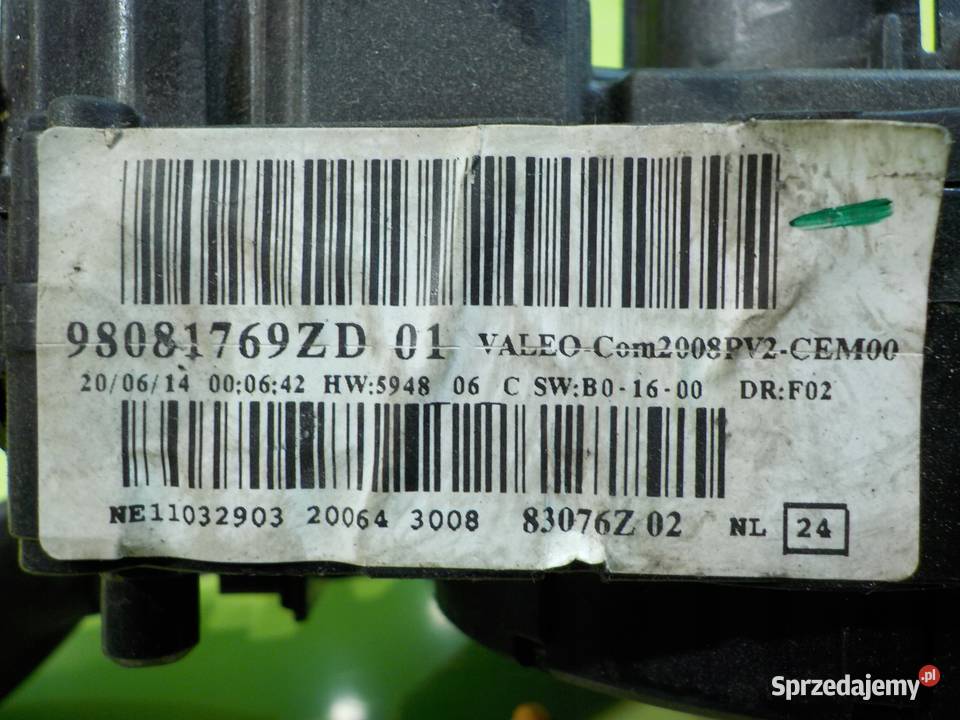 98081769ZD 01 VALEO-Com2008PV2-CEM00
20/06/14 00:06:42 HW:5948 06 C SW:B0-16-00 DR:F02
NE11032903 20064 3008 83076Z 02 NL 24
Sprzedajemy.pl